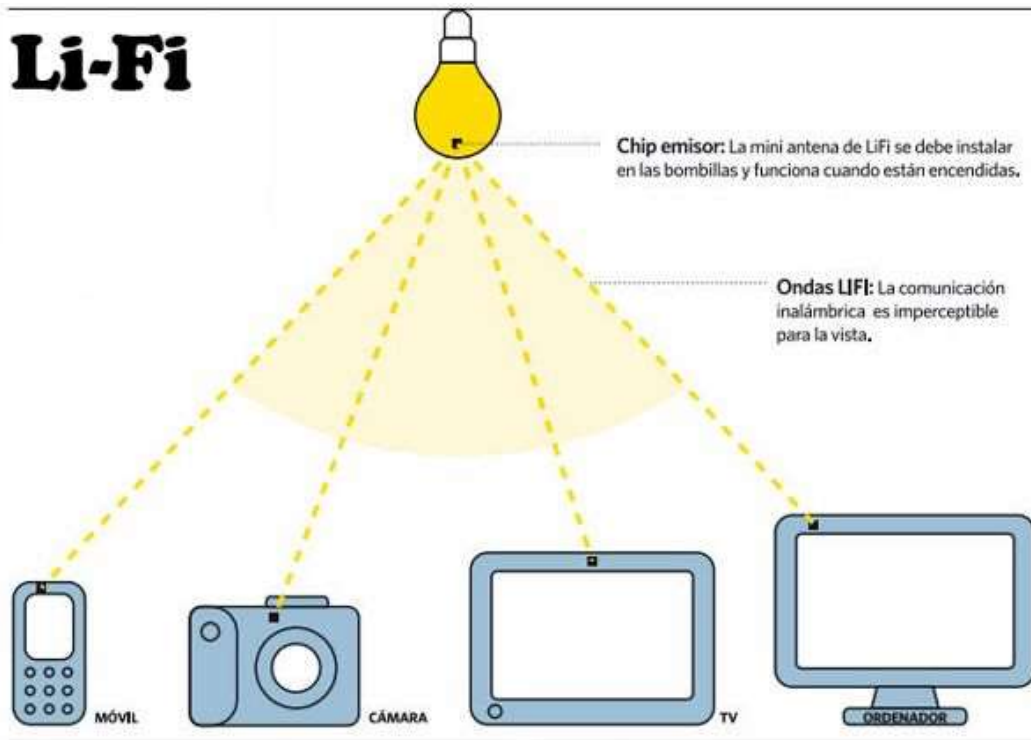 Li-Fi
Chip emisor: La mini antena de LiFi se debe instalar
en las bombillas y funciona cuando están encendidas.
Ondas LIFI: La comunicación
inalámbrica es imperceptible
para la vista.
MÓVIL
CÄMARA
TV
ORDENADOR